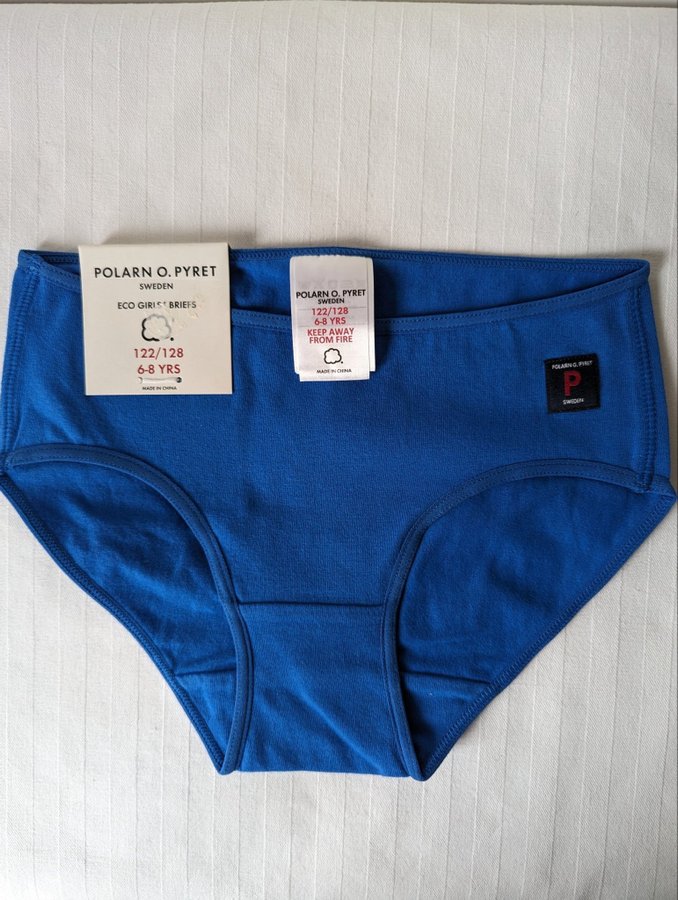 POLARN O. PYRET
SWEDEN
ECO GIRLS' BRIEFS
122/128
6-8 YRS
MADE IN CHINA
POLARN O. PYRET
SWEDEN
122/128
6-8 YRS
KEEP AWAY
FROM FIRE
MADE IN CHINA
POLARN O. PYRET
P
SWEDEN